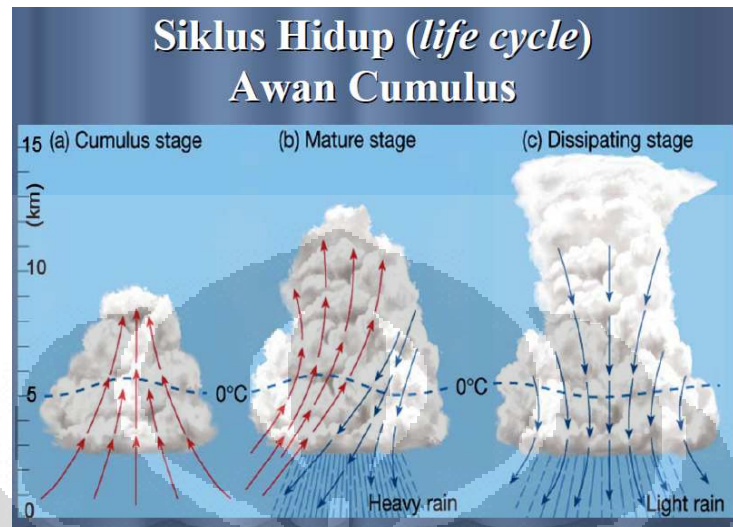 Siklus Hidup (life cycle)
Awan Cumulus
(a) Cumulus stage
(b) Mature stage
(c) Dissipating stage
15
(km)
10
5
0
0°C
0°C
Heavy rain
Light rain